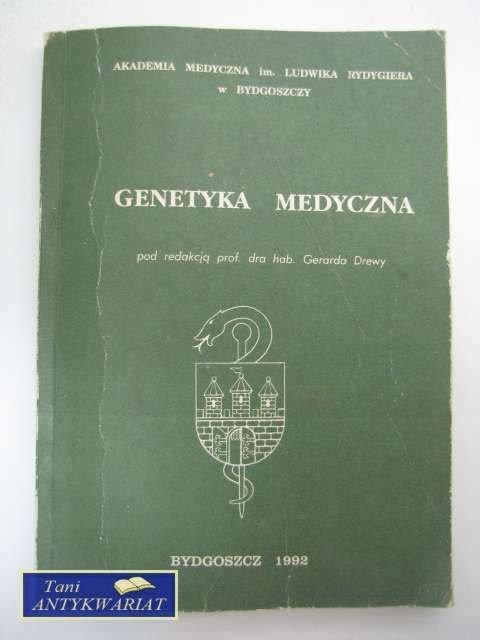 AKADEMIA MEDYCZNA im. LUDWIKA RYDYGIERA
w BYDGOSZCZY
GENETYKA MEDYCZNA
pod redakcją prof. dra hab. Gerarda Drewy
BYDGOSZCZ 1992
Tani
ANTYKWARIAT